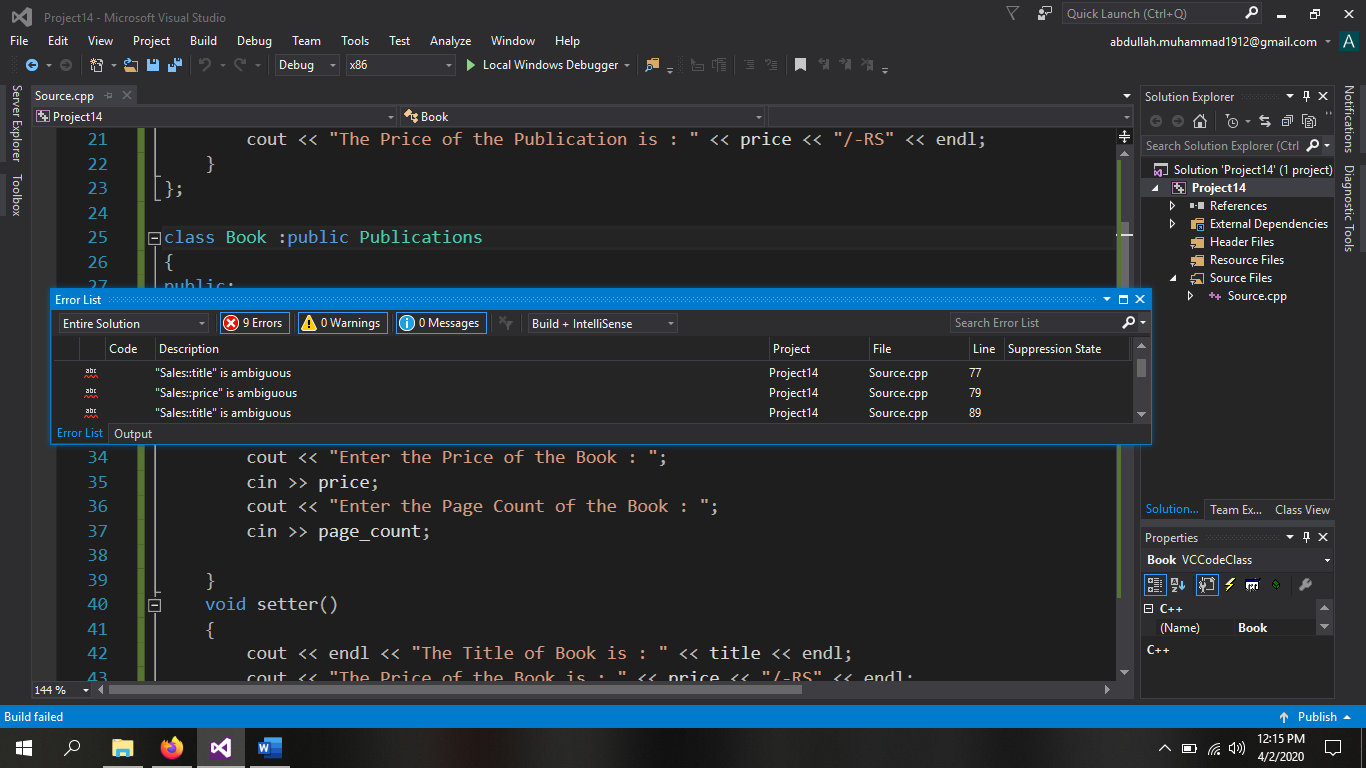 Project14 - Microsoft Visual Studio
Quick Launch (Ctrl+Q)
File Edit View Project Build Debug Team Tools Test Analyze Window Help
abdullah.muhammad1912@gmail.com A
Debug x86 Local Windows Debugger
Server Explorer
Toolbox
Source.cpp
Project14 Book
21 cout << "The Price of the Publication is : " << price << "/-RS" << endl;
22 }
23 };
24
25 class Book :public Publications
26 {
27 public:
Error List
Entire Solution 9 Errors 0 Warnings 0 Messages Build + IntelliSense Search Error List
Code Description Project File Line Suppression State
abc "Sales::title" is ambiguous Project14 Source.cpp 77
abc "Sales::price" is ambiguous Project14 Source.cpp 79
abc "Sales::title" is ambiguous Project14 Source.cpp 89
Error List Output
34 cout << "Enter the Price of the Book : ";
35 cin >> price;
36 cout << "Enter the Page Count of the Book : ";
37 cin >> page_count;
38
39 }
40 void setter()
41 {
42 cout << endl << "The Title of Book is : " << title << endl;
43 cout << "The Price of the Book is : " << price << "/-RS" << endl;
144 %
Solution Explorer
Search Solution Explorer (Ctrl
Solution 'Project14' (1 project)
Project14
References
External Dependencies
Header Files
Resource Files
Source Files
Source.cpp
Solution... Team Ex... Class View
Properties
Book VCCodeClass
C++
(Name) Book
C++
Notifications
Diagnostic Tools
Build failed
Publish
12:15 PM
4/2/2020